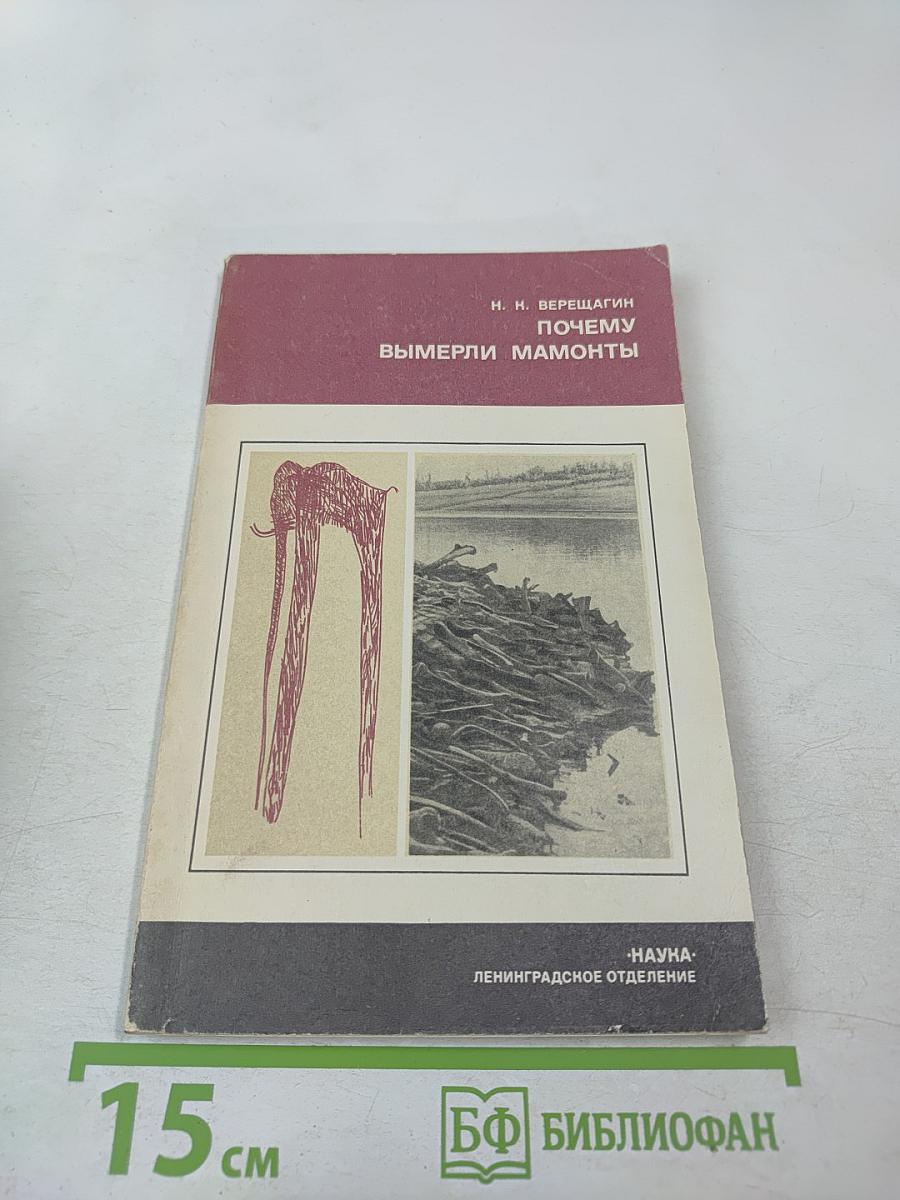 Н. К. ВЕРЕЩАГИН
ПОЧЕМУ
ВЫМЕРЛИ МАМОНТЫ
·НАУКА·
ЛЕНИНГРАДСКОЕ ОТДЕЛЕНИЕ
15 см
БФ БИБЛИОФАН